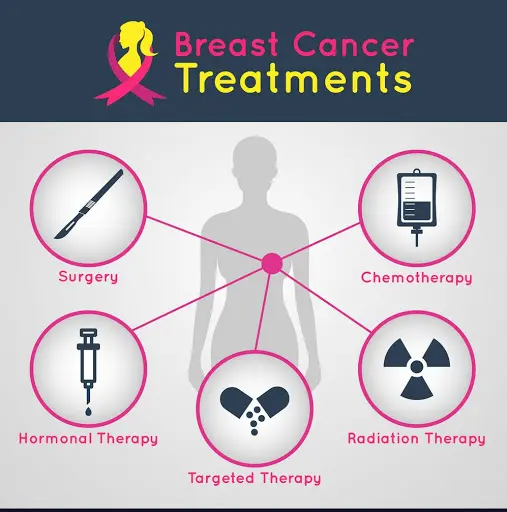 Breast Cancer
Treatments
Surgery
Chemotherapy
Hormonal Therapy
Radiation Therapy
Targeted Therapy